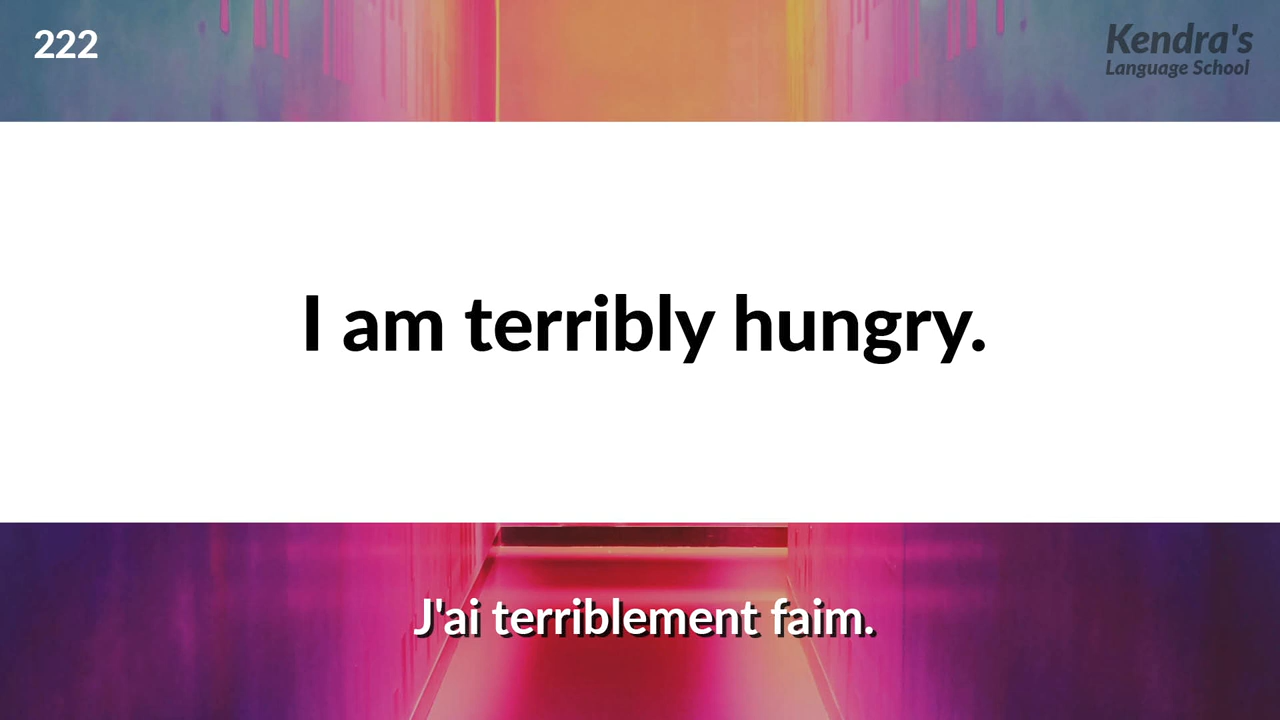 222
Kendra's
Language School
I am terribly hungry.
J'ai terriblement faim.